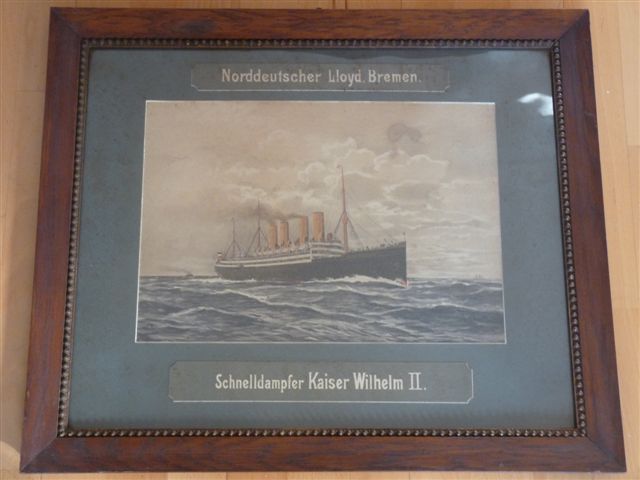 Norddeutscher Lloyd Bremen.
Schnelldampfer Kaiser Wilhelm II.